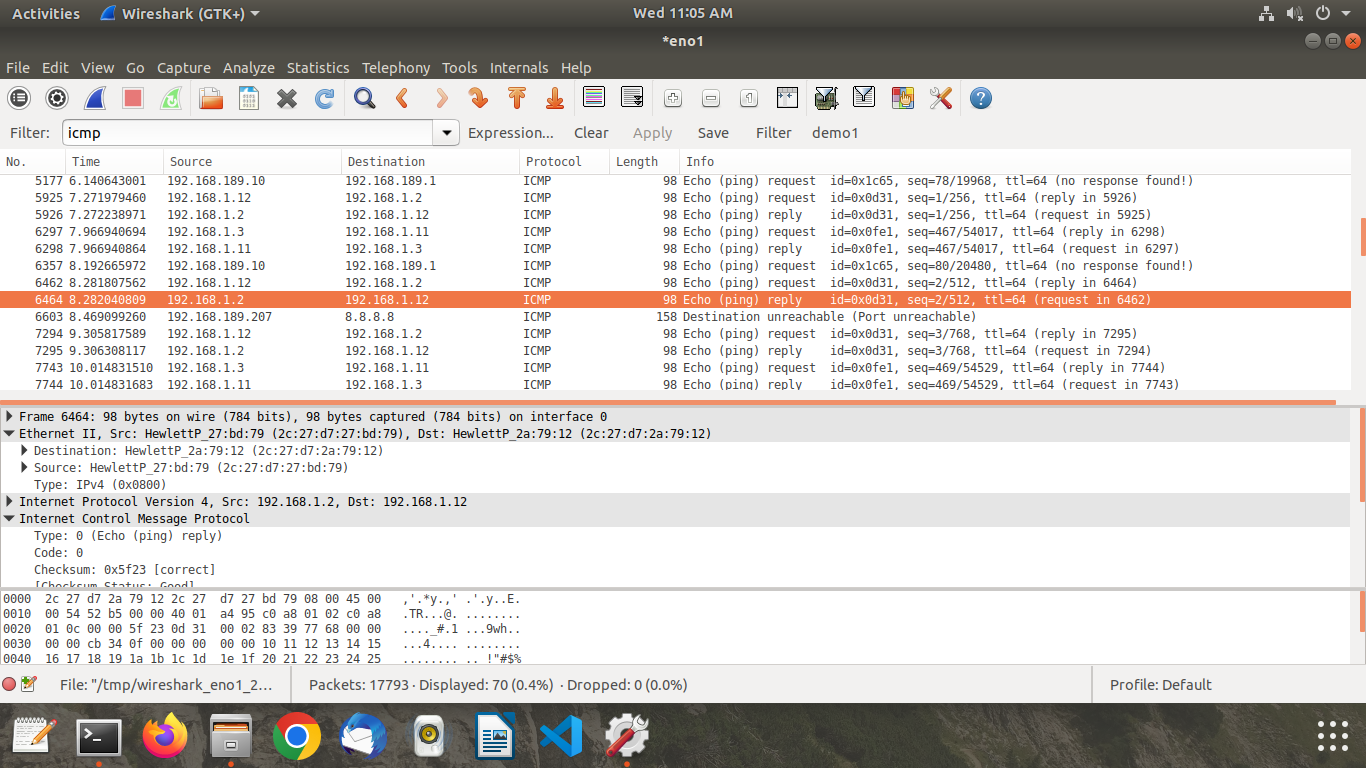 Activities Wireshark (GTK+) Wed 11:05 AM
*eno1
File Edit View Go Capture Analyze Statistics Telephony Tools Internals Help
Filter: icmp Expression... Clear Apply Save Filter demo1
No. Time Source Destination Protocol Length Info
5177 6.140643001 192.168.189.10 192.168.189.1 ICMP 98 Echo (ping) request id=0x1c65, seq=78/19968, ttl=64 (no response found!)
5925 7.271979460 192.168.1.12 192.168.1.2 ICMP 98 Echo (ping) request id=0x0d31, seq=1/256, ttl=64 (reply in 5926)
5926 7.272238971 192.168.1.2 192.168.1.12 ICMP 98 Echo (ping) reply id=0x0d31, seq=1/256, ttl=64 (request in 5925)
6297 7.966940694 192.168.1.3 192.168.1.11 ICMP 98 Echo (ping) request id=0x0fe1, seq=467/54017, ttl=64 (reply in 6298)
6298 7.966940864 192.168.1.11 192.168.1.3 ICMP 98 Echo (ping) reply id=0x0fe1, seq=467/54017, ttl=64 (request in 6297)
6357 8.192665972 192.168.189.10 192.168.189.1 ICMP 98 Echo (ping) request id=0x1c65, seq=80/20480, ttl=64 (no response found!)
6462 8.281807562 192.168.1.12 192.168.1.2 ICMP 98 Echo (ping) request id=0x0d31, seq=2/512, ttl=64 (reply in 6464)
6464 8.282040809 192.168.1.2 192.168.1.12 ICMP 98 Echo (ping) reply id=0x0d31, seq=2/512, ttl=64 (request in 6462)
6603 8.469099260 192.168.189.207 8.8.8.8 ICMP 158 Destination unreachable (Port unreachable)
7294 9.305817589 192.168.1.12 192.168.1.2 ICMP 98 Echo (ping) request id=0x0d31, seq=3/768, ttl=64 (reply in 7295)
7295 9.306308117 192.168.1.2 192.168.1.12 ICMP 98 Echo (ping) reply id=0x0d31, seq=3/768, ttl=64 (request in 7294)
7743 10.014831510 192.168.1.3 192.168.1.11 ICMP 98 Echo (ping) request id=0x0fe1, seq=469/54529, ttl=64 (reply in 7744)
7744 10.014831683 192.168.1.11 192.168.1.3 ICMP 98 Echo (ping) reply id=0x0fe1, seq=469/54529, ttl=64 (request in 7743)
Frame 6464: 98 bytes on wire (784 bits), 98 bytes captured (784 bits) on interface 0
Ethernet II, Src: HewlettP_27:bd:79 (2c:27:d7:27:bd:79), Dst: HewlettP_2a:79:12 (2c:27:d7:2a:79:12)
Destination: HewlettP_2a:79:12 (2c:27:d7:2a:79:12)
Source: HewlettP_27:bd:79 (2c:27:d7:27:bd:79)
Type: IPv4 (0x0800)
Internet Protocol Version 4, Src: 192.168.1.2, Dst: 192.168.1.12
Internet Control Message Protocol
Type: 0 (Echo (ping) reply)
Code: 0
Checksum: 0x5f23 [correct]
[Checksum Status: Good]
0000 2c 27 d7 2a 79 12 2c 27 d7 27 bd 79 08 00 45 00 ,'.*y.,' .'.y..E.
0010 00 54 52 b5 00 00 40 01 a4 95 c0 a8 01 02 c0 a8 .TR...@. ........
0020 01 0c 00 00 5f 23 0d 31 00 02 83 39 77 68 00 00 ...._#.1 ...9wh..
0030 00 00 cb 34 0f 00 00 00 00 00 10 11 12 13 14 15 ...4.... ........
0040 16 17 18 19 1a 1b 1c 1d 1e 1f 20 21 22 23 24 25 ........ .. !"#$%
File: "/tmp/wireshark_eno1_2... Packets: 17793 · Displayed: 70 (0.4%) · Dropped: 0 (0.0%) Profile: Default